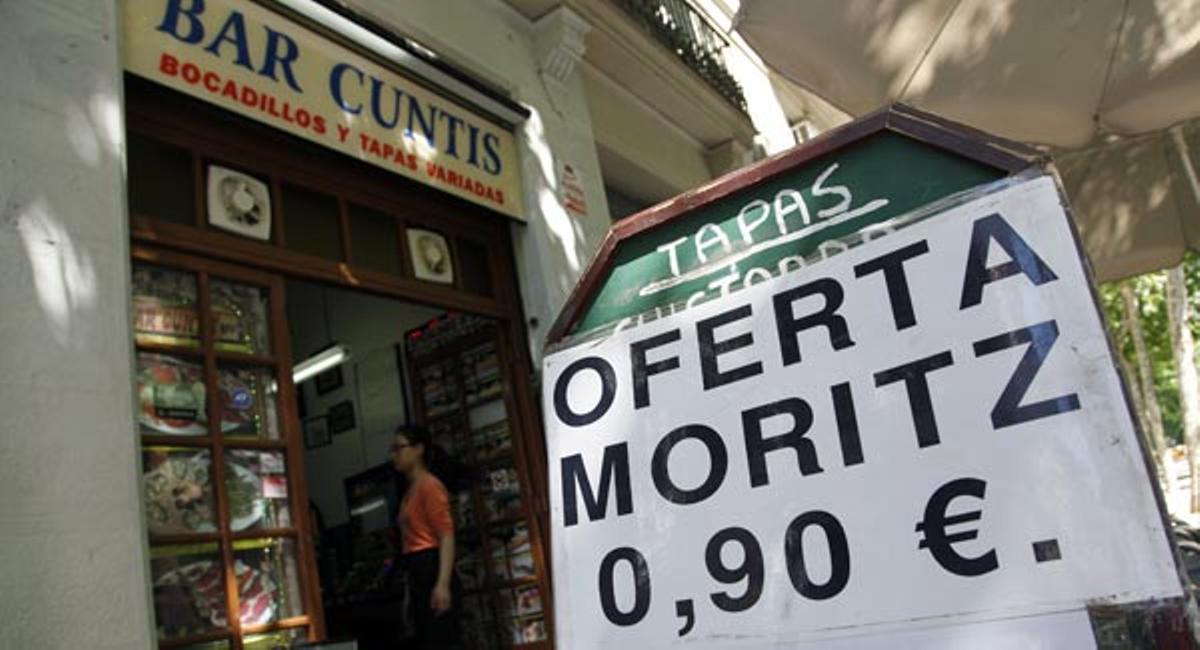 BAR CUNTIS
BOCADILLOS Y TAPAS VARIADAS
TAPAS
OFERTA
MORITZ
0,90 €.